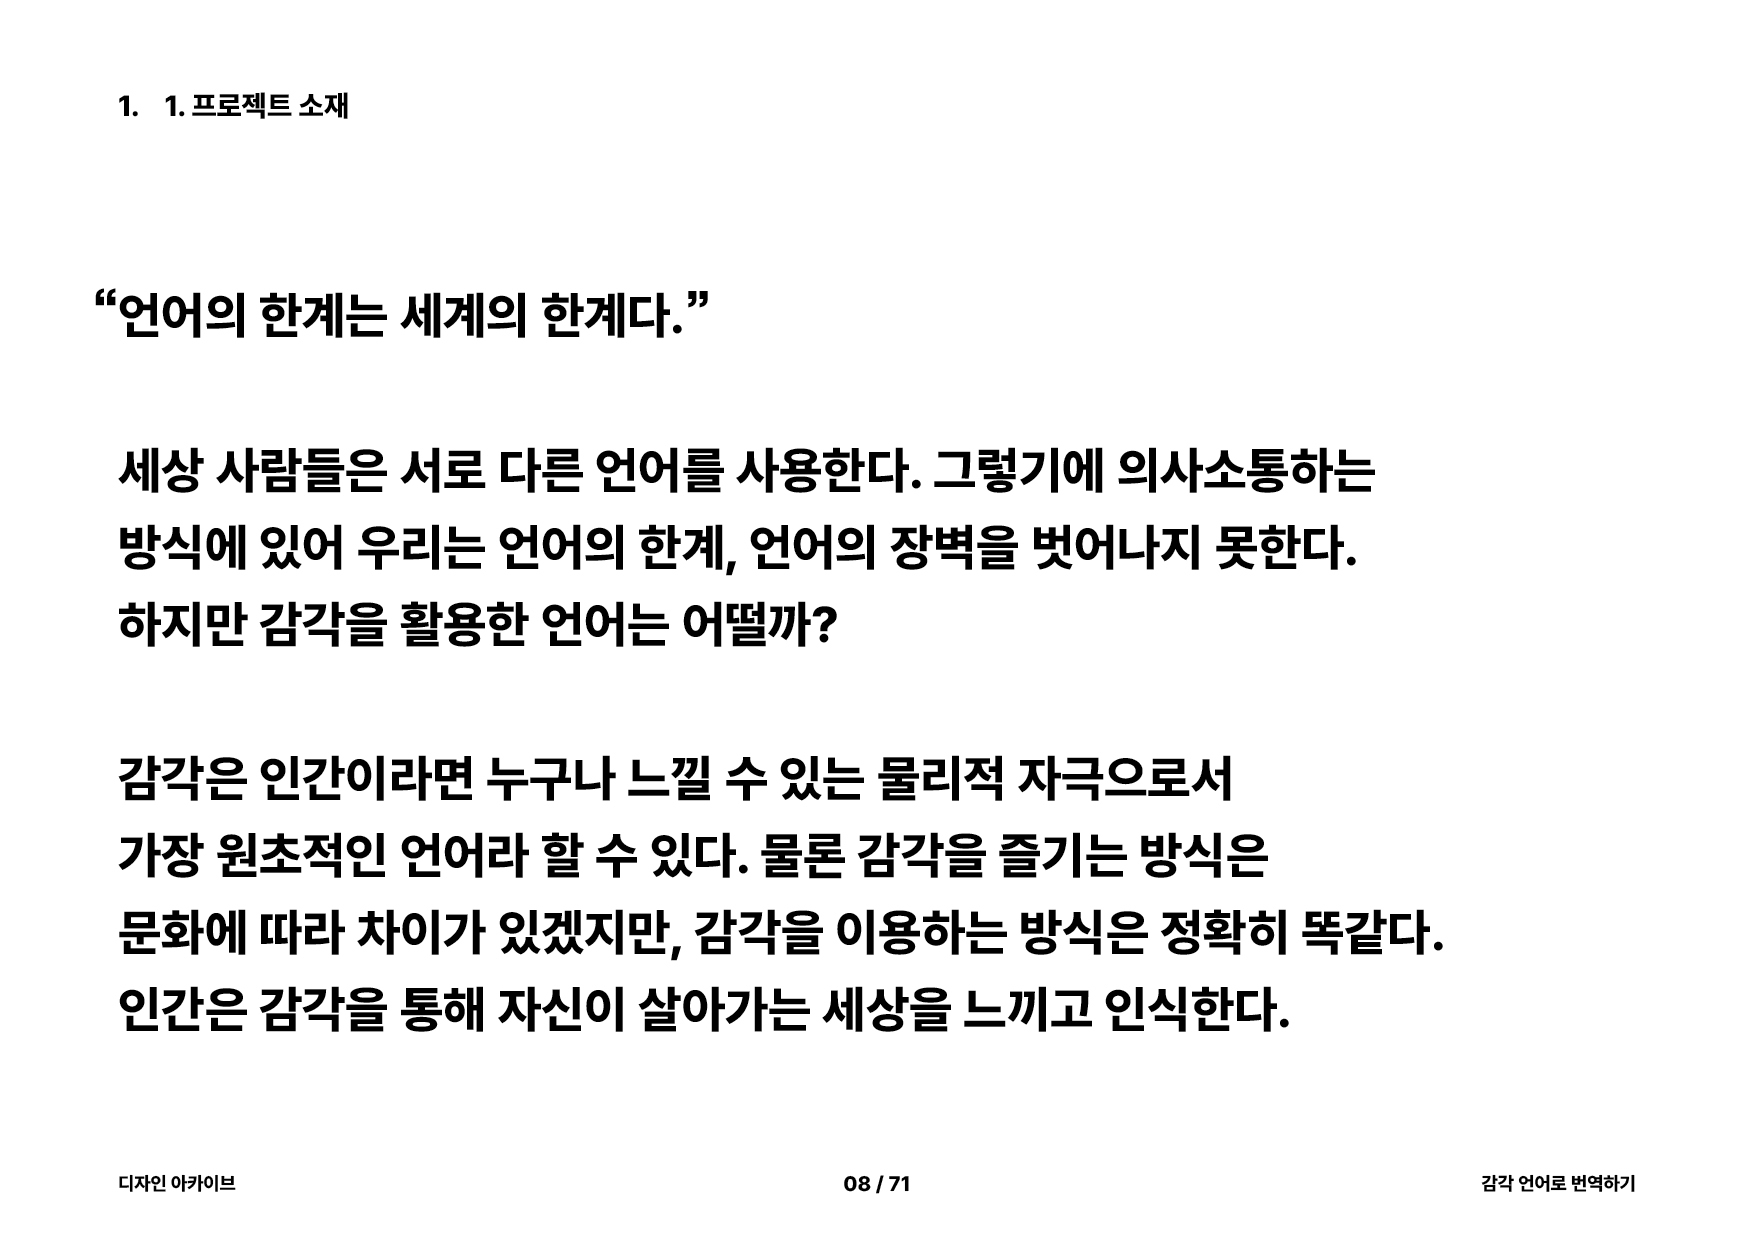 1. 1. 프로젝트 소재
“언어의 한계는 세계의 한계다.”
세상 사람들은 서로 다른 언어를 사용한다. 그렇기에 의사소통하는
방식에 있어 우리는 언어의 한계, 언어의 장벽을 벗어나지 못한다.
하지만 감각을 활용한 언어는 어떨까?
감각은 인간이라면 누구나 느낄 수 있는 물리적 자극으로서
가장 원초적인 언어라 할 수 있다. 물론 감각을 즐기는 방식은
문화에 따라 차이가 있겠지만, 감각을 이용하는 방식은 정확히 똑같다.
인간은 감각을 통해 자신이 살아가는 세상을 느끼고 인식한다.
디자인 아카이브
08 / 71
감각 언어로 번역하기